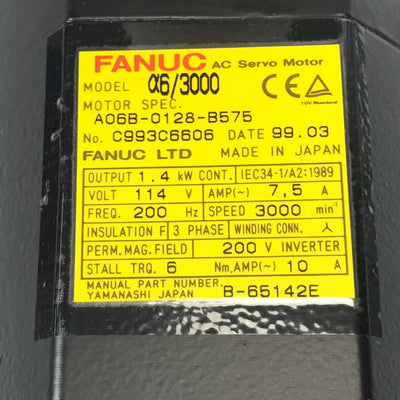 FANUC AC Servo Motor
MODEL α6/3000
CE TÜV Rheinland
MOTOR SPEC.
A06B-0128-B575
No. C993C6606 DATE 99.03
FANUC LTD MADE IN JAPAN
OUTPUT 1.4 kW CONT. IEC34-1/A2:1989
VOLT 114 V AMP(~) 7,5 A
FREQ. 200 Hz SPEED 3000 min⁻¹
INSULATION F 3 PHASE WINDING CONN. Y
PERM.MAG.FIELD 200 V INVERTER
STALL TRQ. 6 Nm,AMP(~) 10 A
MANUAL PART NUMBER.
YAMANASHI JAPAN B-65142E